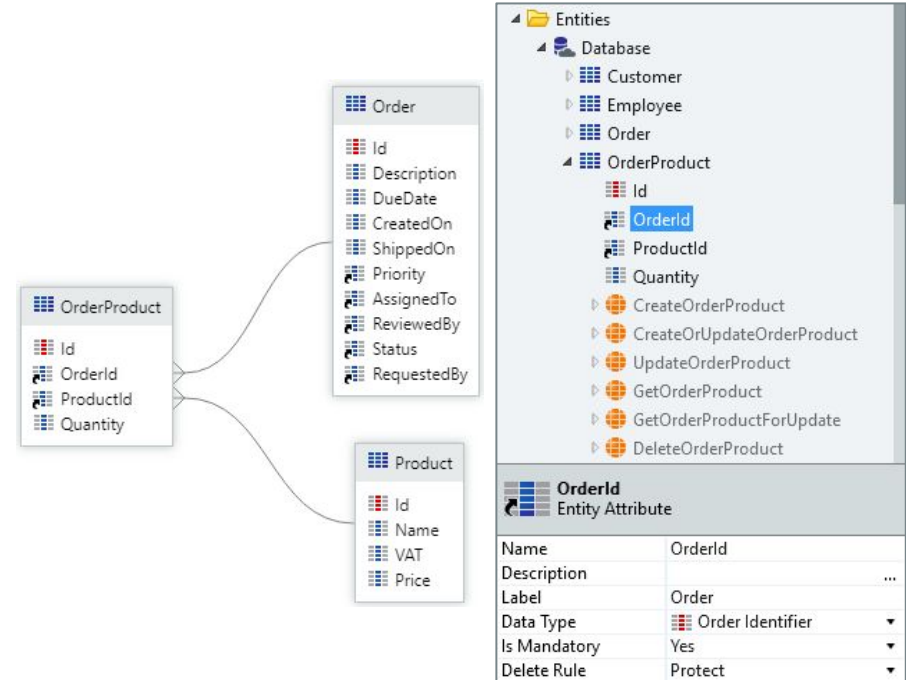 Order
Id
Description
DueDate
CreatedOn
ShippedOn
Priority
AssignedTo
ReviewedBy
Status
RequestedBy
OrderProduct
Id
OrderId
ProductId
Quantity
Product
Id
Name
VAT
Price
Entities
Database
Customer
Employee
Order
OrderProduct
Id
OrderId
ProductId
Quantity
CreateOrderProduct
CreateOrUpdateOrderProduct
UpdateOrderProduct
GetOrderProduct
GetOrderProductForUpdate
DeleteOrderProduct
OrderId
Entity Attribute
Name OrderId
Description ...
Label Order
Data Type Order Identifier
Is Mandatory Yes
Delete Rule Protect